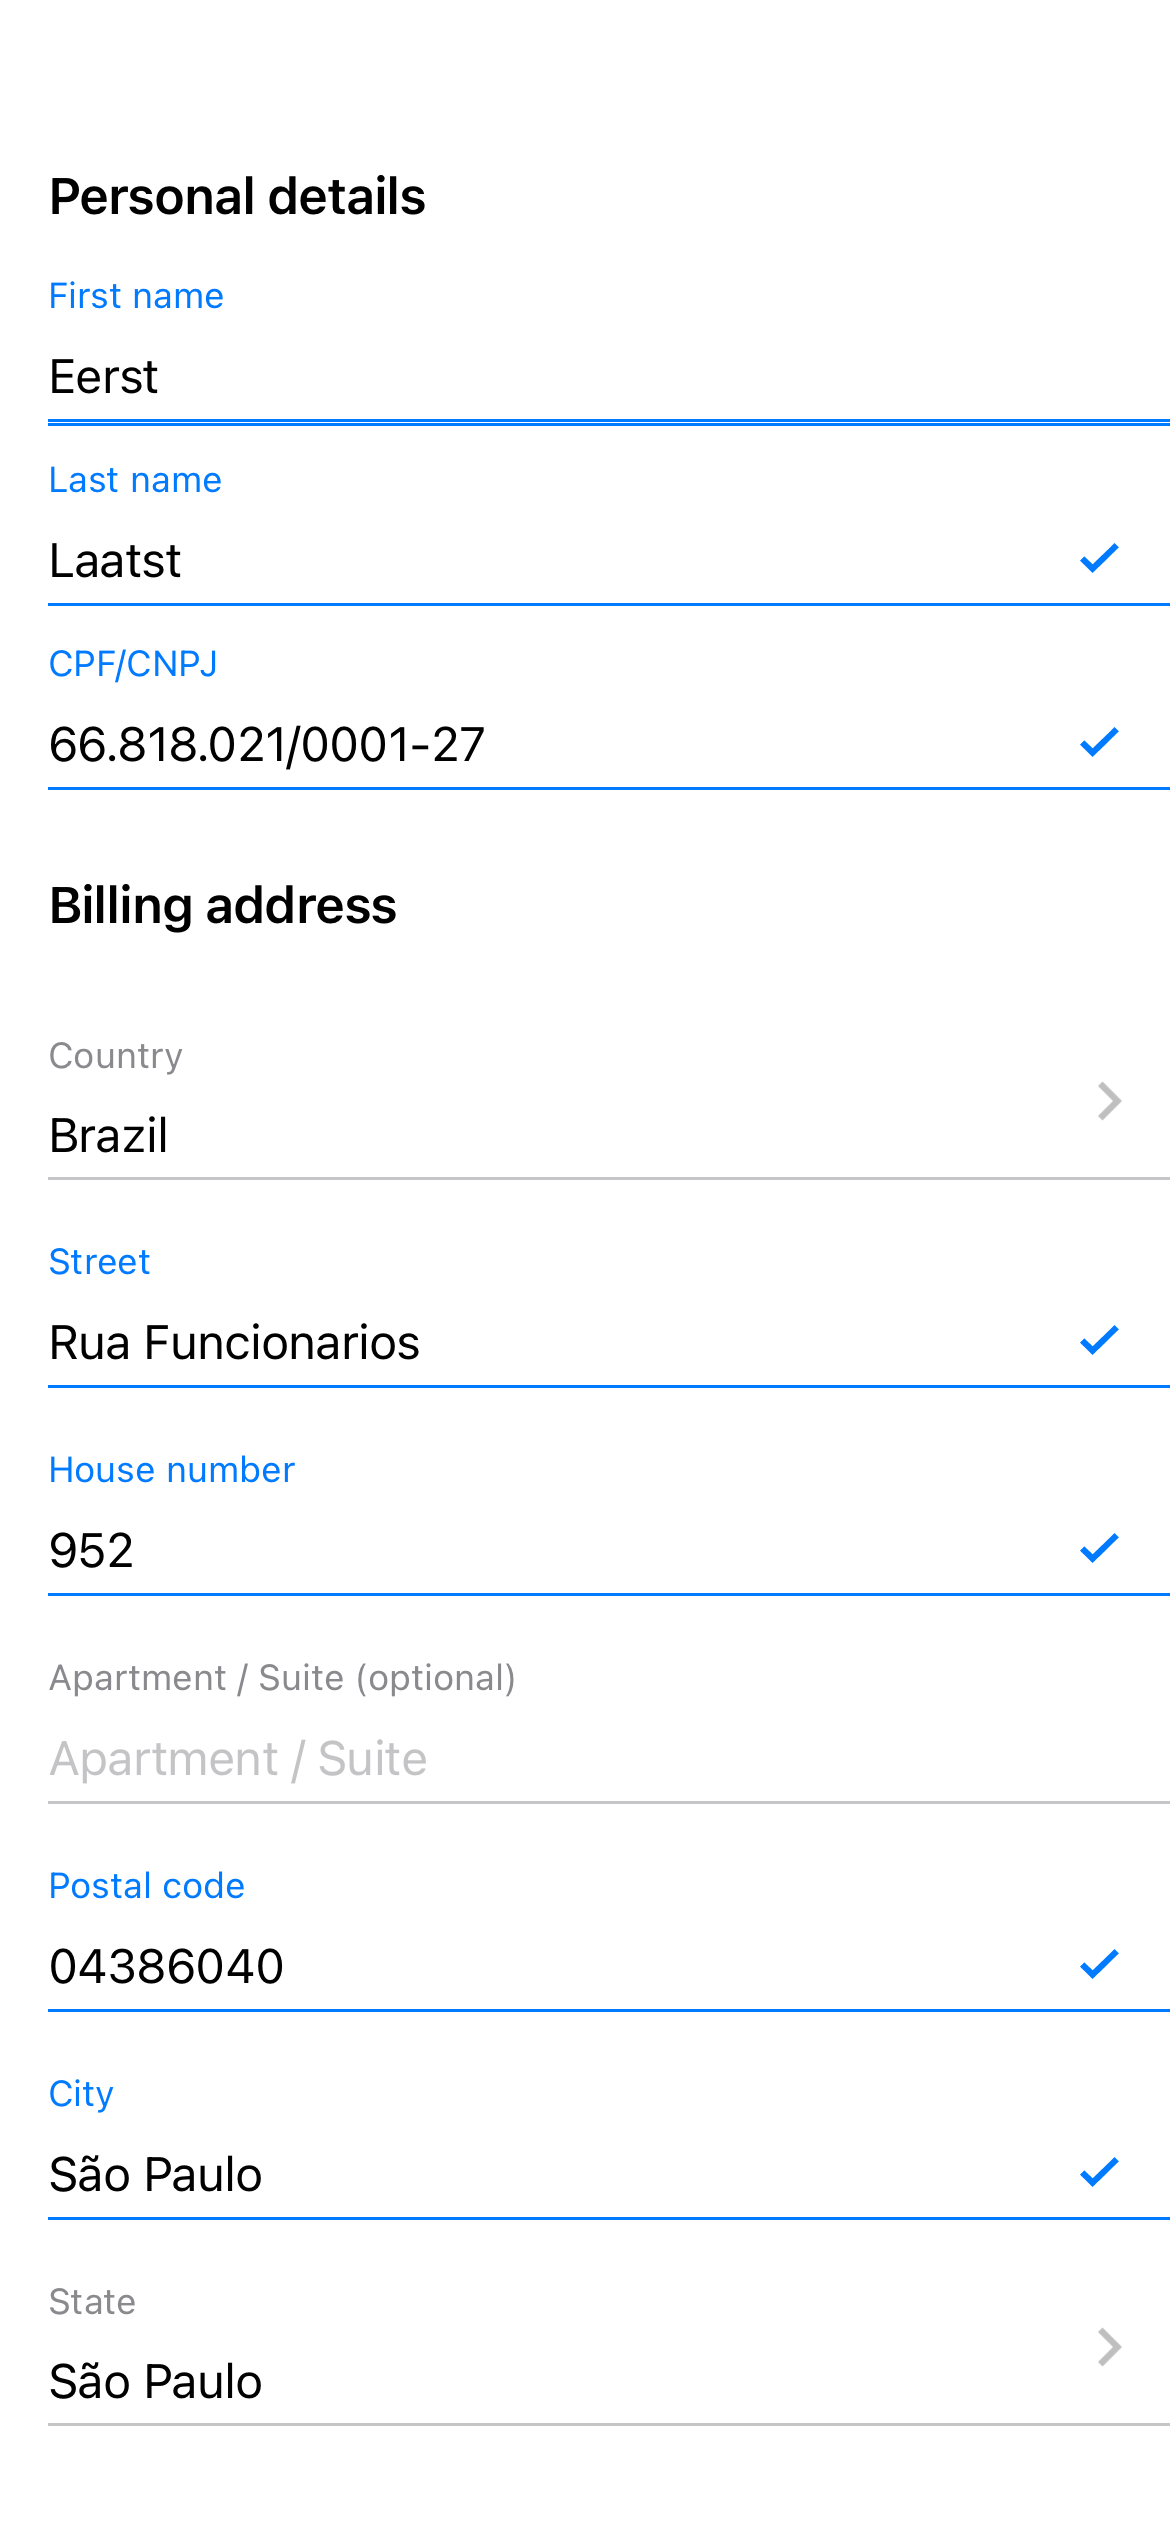 Personal details
First name
Eerst
Last name
Laatst
CPF/CNPJ
66.818.021/0001-27
Billing address
Country
Brazil
Street
Rua Funcionarios
House number
952
Apartment / Suite (optional)
Apartment / Suite
Postal code
04386040
City
São Paulo
State
São Paulo